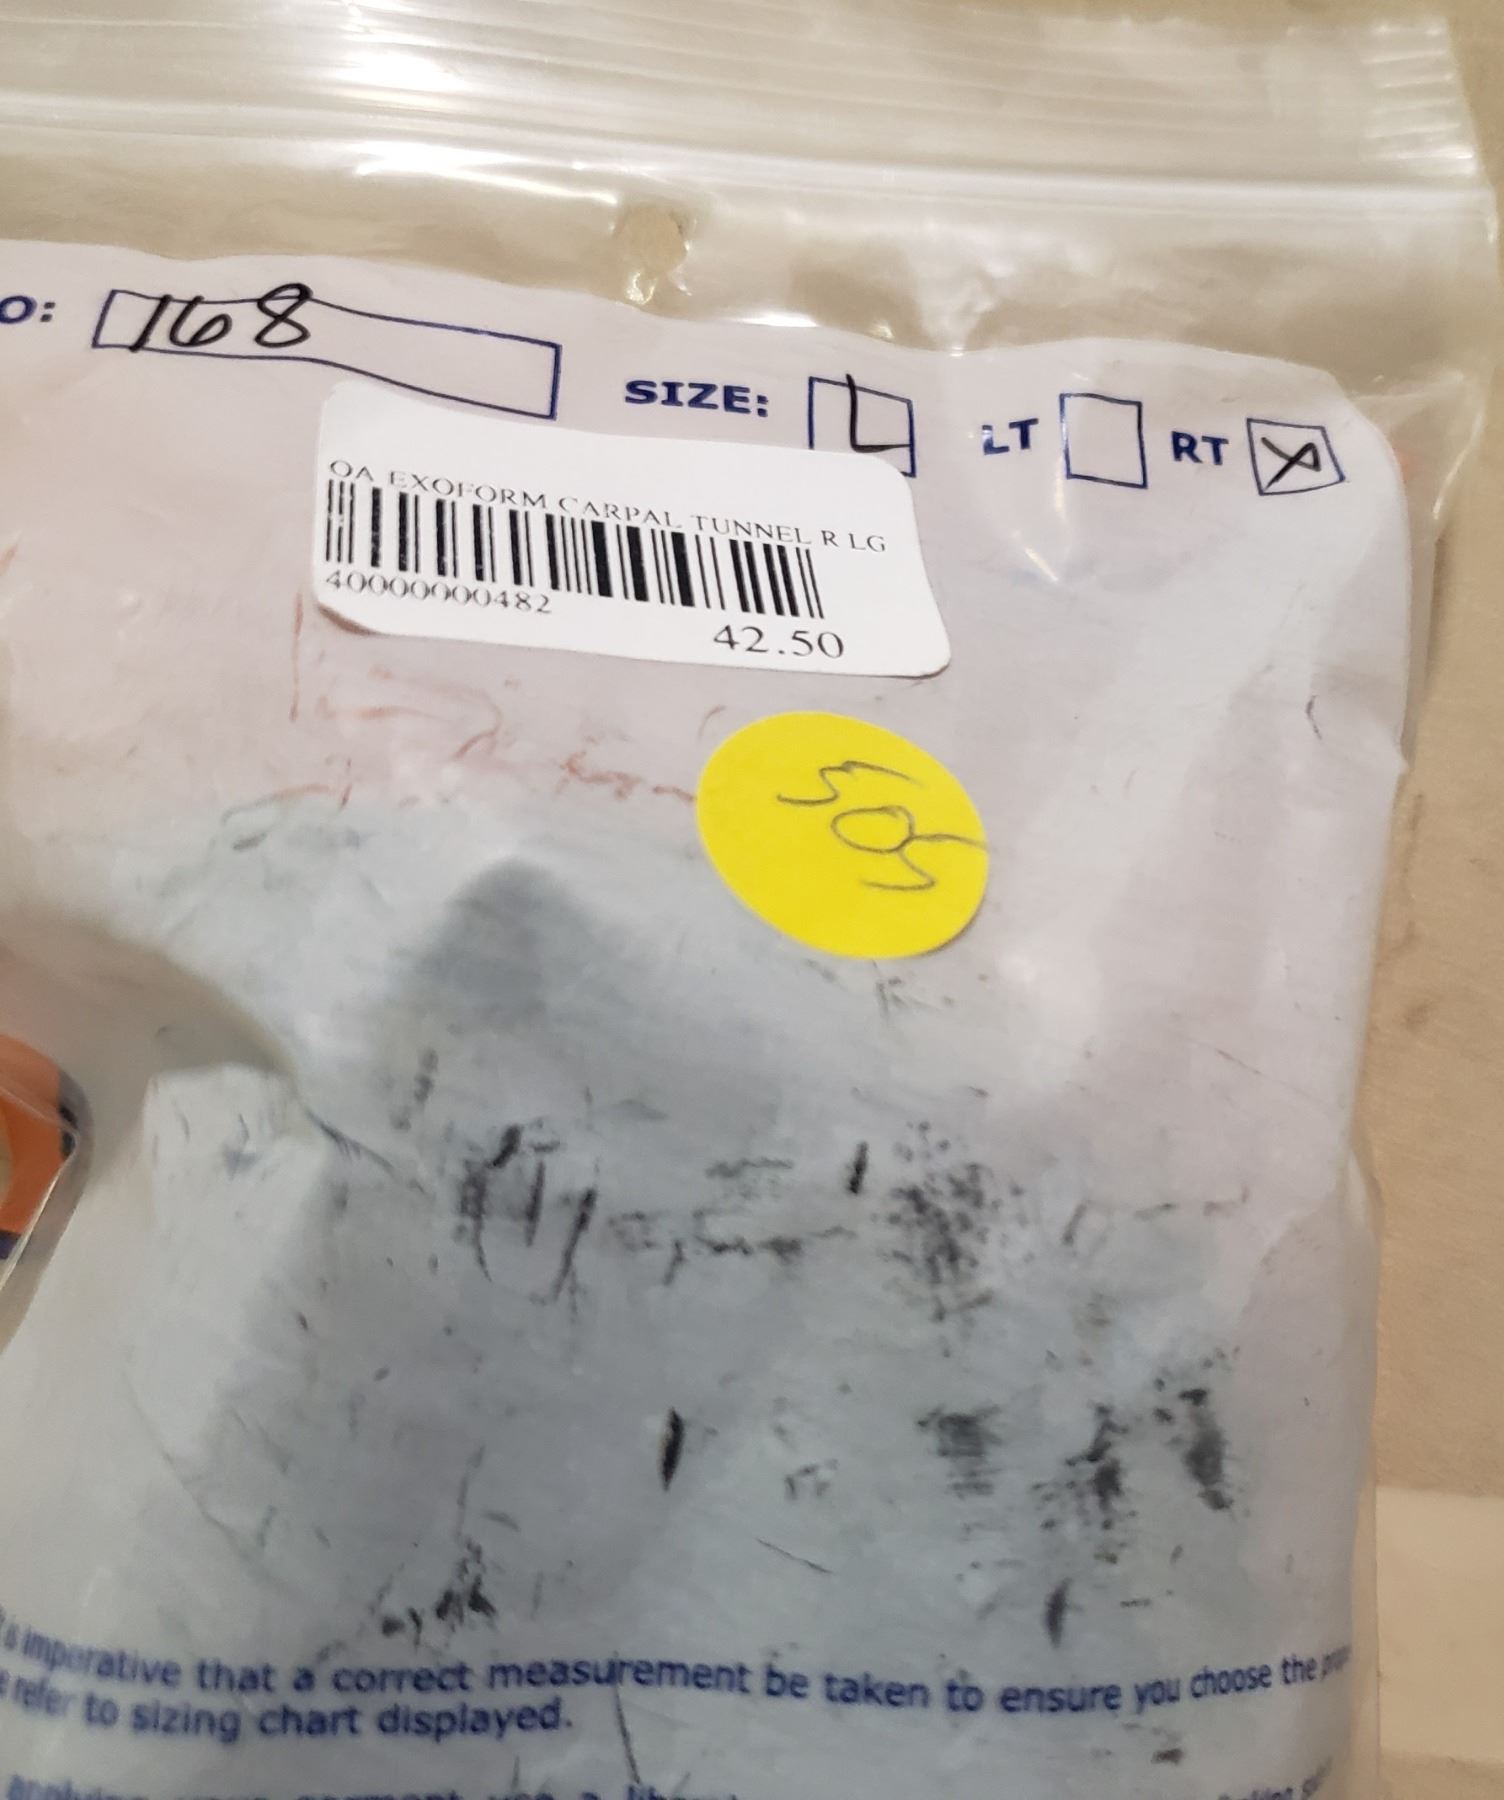 O: 168
SIZE: L LT RT X
OA EXOFORM CARPAL TUNNEL R LG
40000000482
42.50
is imperative that a correct measurement be taken to ensure you choose the
refer to sizing chart displayed.